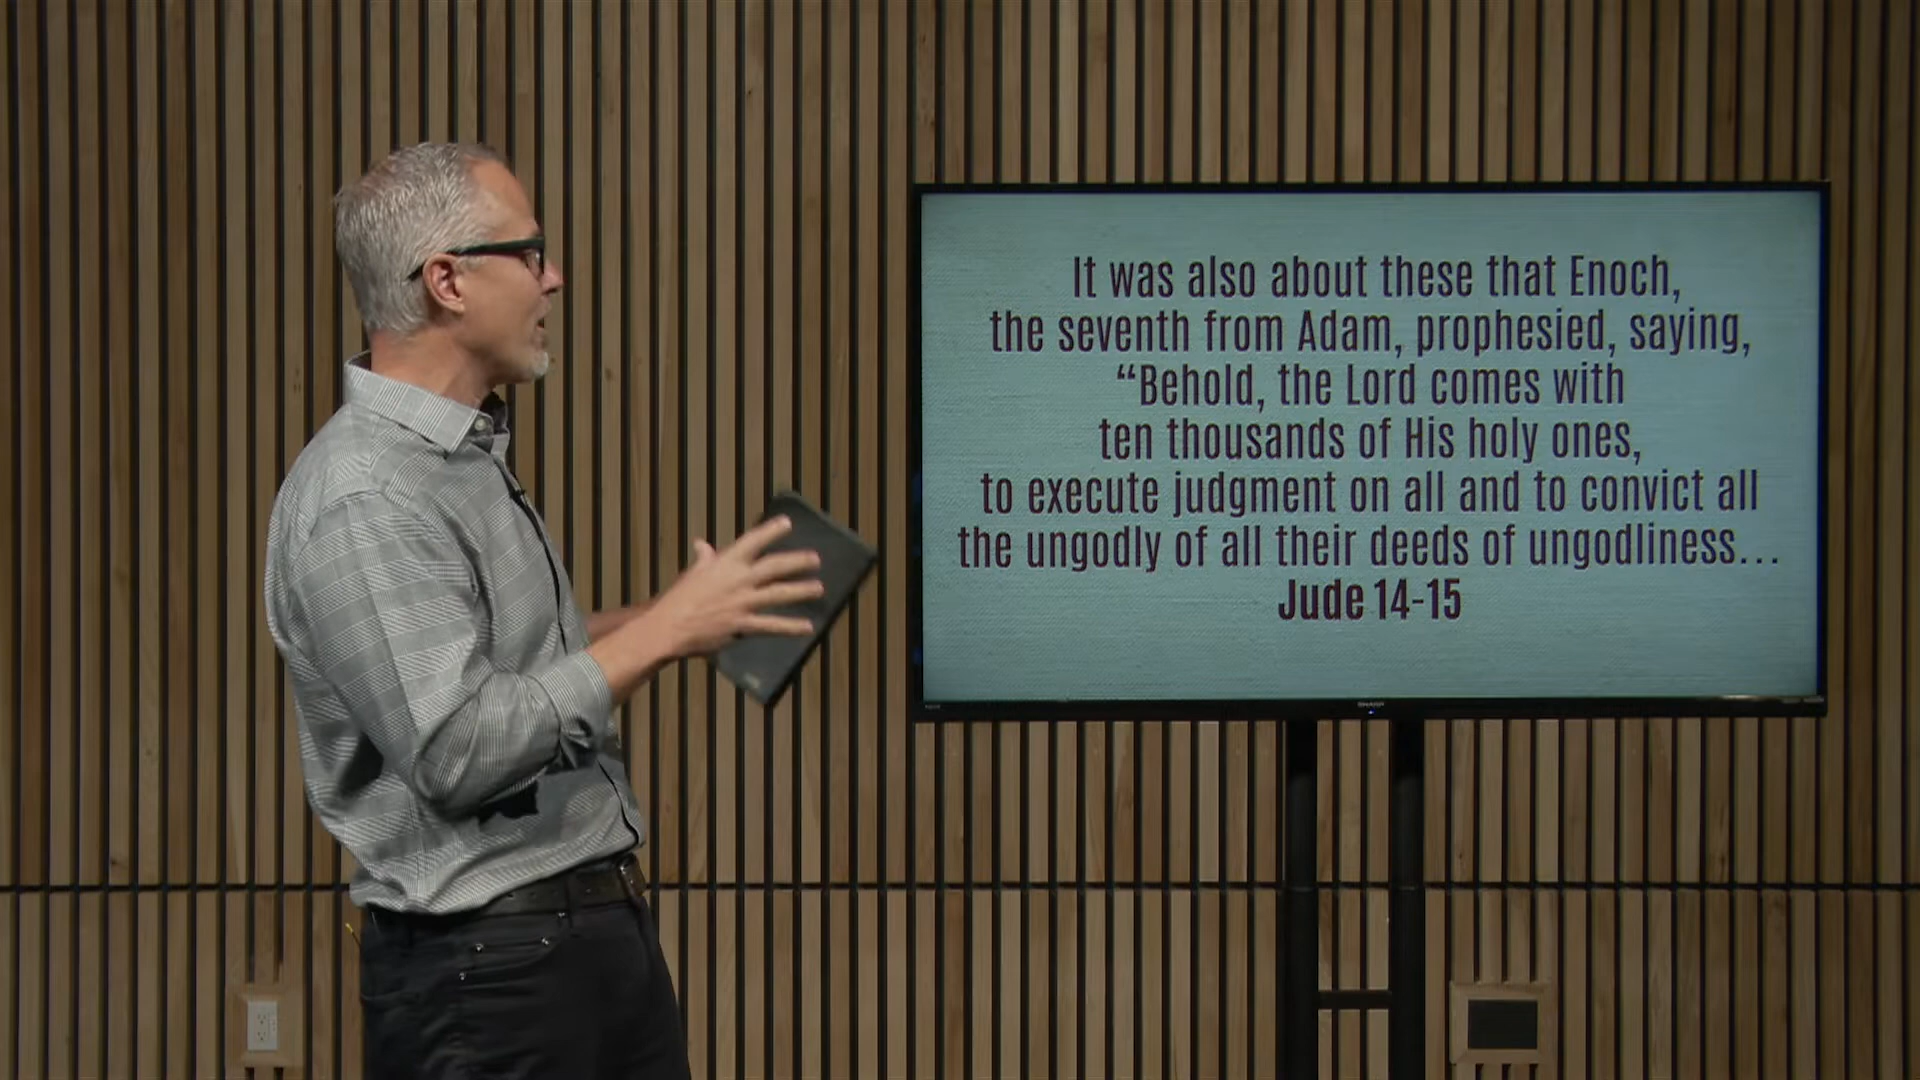 It was also about these that Enoch,
the seventh from Adam, prophesied, saying,
“Behold, the Lord comes with
ten thousands of His holy ones,
to execute judgment on all and to convict all
the ungodly of all their deeds of ungodliness...
Jude 14-15
SHARP